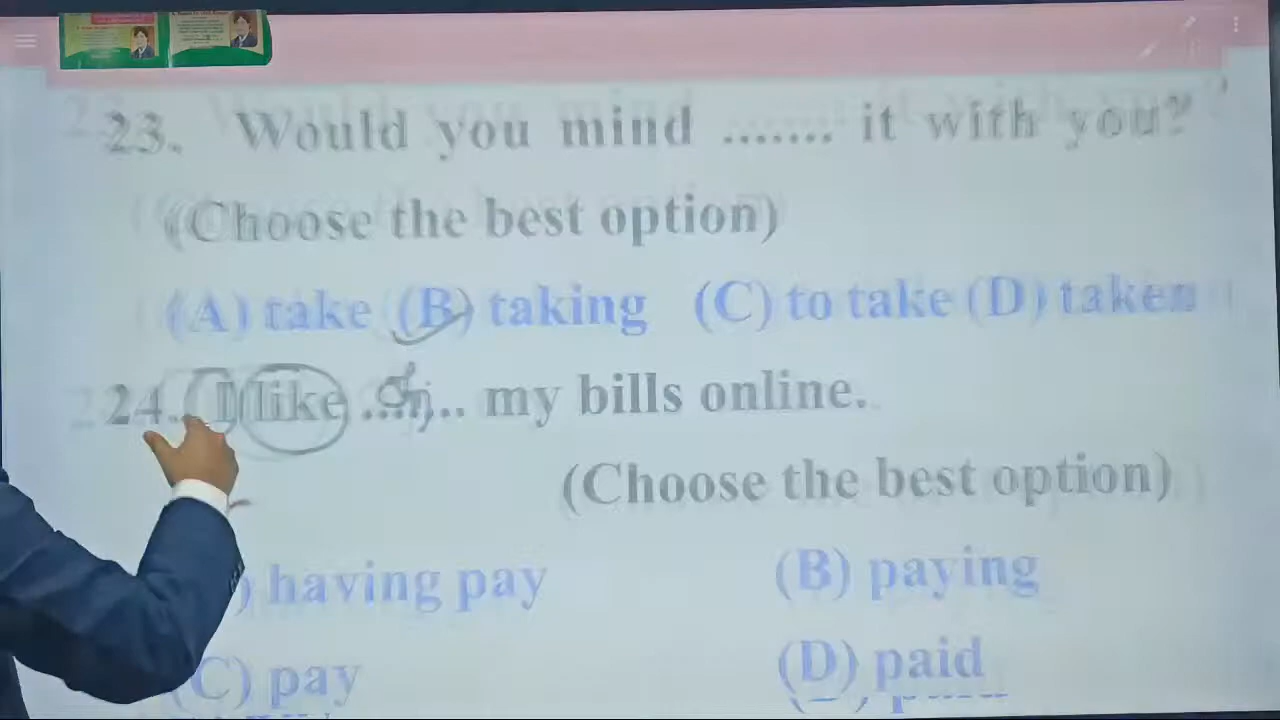 23. Would you mind ....... it with you?
(Choose the best option)
(A) take (B) taking (C) to take (D) taken
24. I like ....... my bills online.
(Choose the best option)
) having pay (B) paying
(C) pay (D) paid